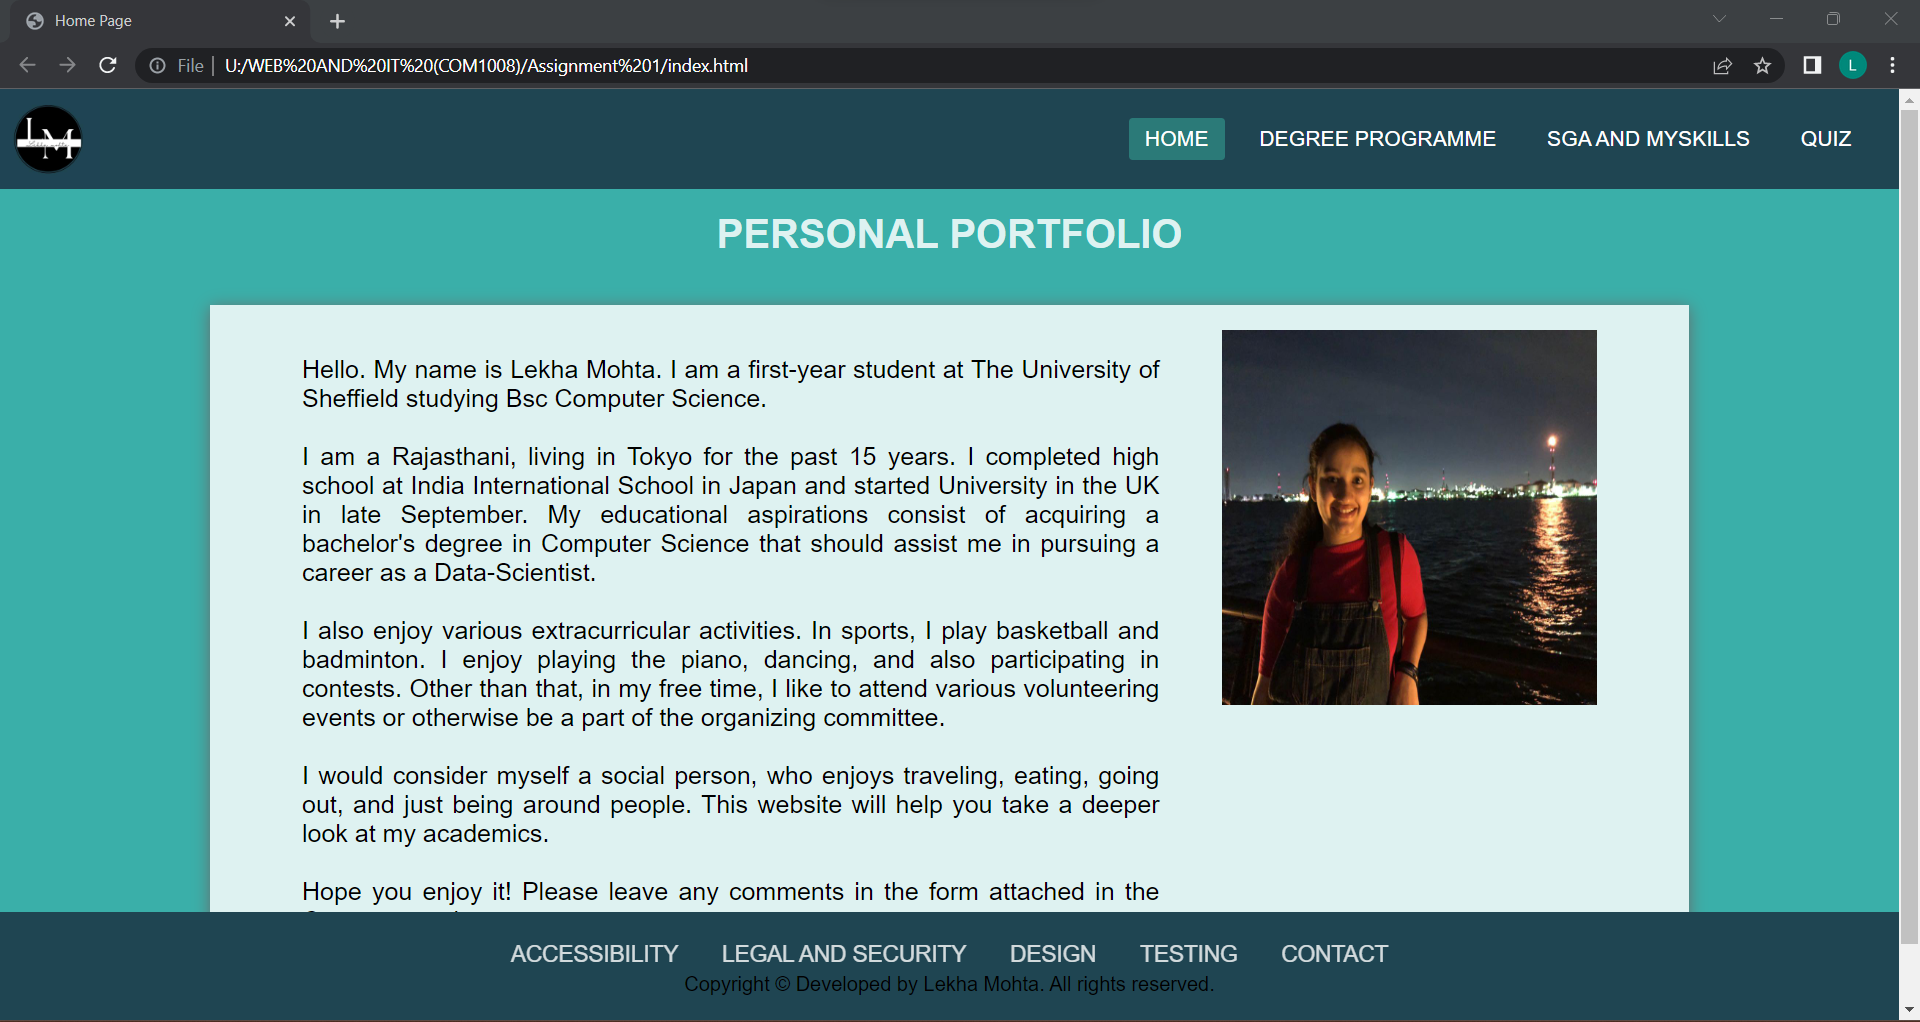 Home Page
File
U:/WEB%20AND%20IT%20(COM1008)/Assignment%201/index.html
L
LM
HOME
DEGREE PROGRAMME
SGA AND MYSKILLS
QUIZ
PERSONAL PORTFOLIO
Hello. My name is Lekha Mohta. I am a first-year student at The University of
Sheffield studying Bsc Computer Science.
I am a Rajasthani, living in Tokyo for the past 15 years. I completed high
school at India International School in Japan and started University in the UK
in late September. My educational aspirations consist of acquiring a
bachelor's degree in Computer Science that should assist me in pursuing a
career as a Data-Scientist.
I also enjoy various extracurricular activities. In sports, I play basketball and
badminton. I enjoy playing the piano, dancing, and also participating in
contests. Other than that, in my free time, I like to attend various volunteering
events or otherwise be a part of the organizing committee.
I would consider myself a social person, who enjoys traveling, eating, going
out, and just being around people. This website will help you take a deeper
look at my academics.
Hope you enjoy it! Please leave any comments in the form attached in the
ACCESSIBILITY
LEGAL AND SECURITY
DESIGN
TESTING
CONTACT
Copyright © Developed by Lekha Mohta. All rights reserved.